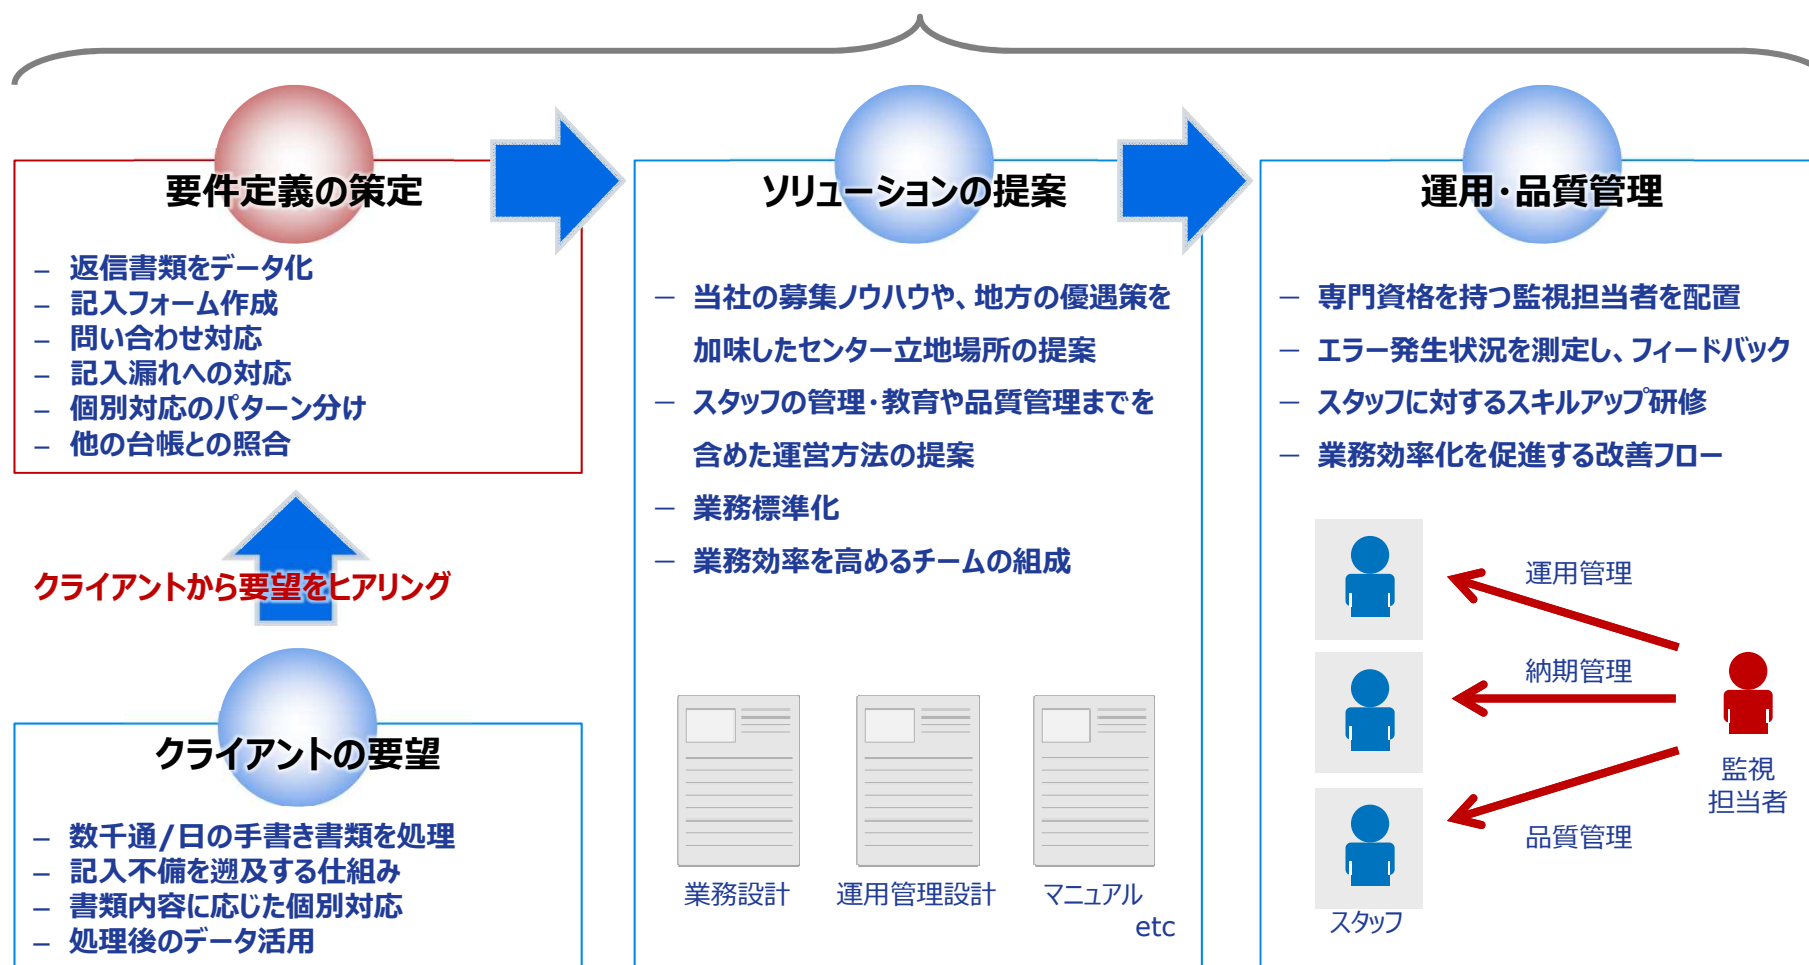 要件定義の策定
– 返信書類をデータ化
– 記入フォーム作成
– 問い合わせ対応
– 記入漏れへの対応
– 個別対応のパターン分け
– 他の台帳との照合
クライアントから要望をヒアリング
クライアントの要望
– 数千通/日の手書き書類を処理
– 記入不備を遡及する仕組み
– 書類内容に応じた個別対応
– 処理後のデータ活用
ソリューションの提案
– 当社の募集ノウハウや、地方の優遇策を
加味したセンター立地場所の提案
– スタッフの管理・教育や品質管理までを
含めた運営方法の提案
– 業務標準化
– 業務効率を高めるチームの組成
業務設計
運用管理設計
マニュアル
etc
運用・品質管理
– 専門資格を持つ監視担当者を配置
– エラー発生状況を測定し、フィードバック
– スタッフに対するスキルアップ研修
– 業務効率化を促進する改善フロー
運用管理
納期管理
品質管理
監視
担当者
スタッフ